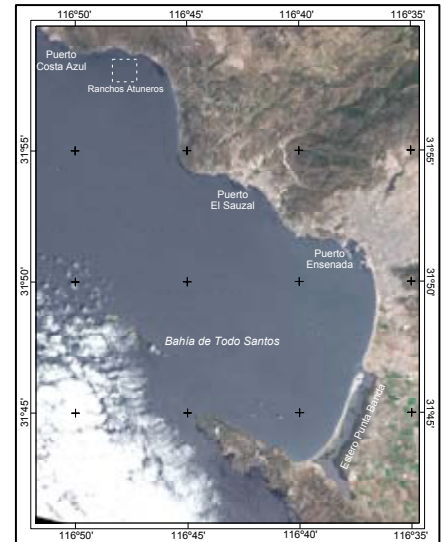 116°50' 116°45' 116°40' 116°35'
Puerto
Costa Azul
Ranchos Atuneros
31°55' 31°55'
Puerto
El Sauzal
Puerto
Ensenada
31°50' 31°50'
Bahía de Todo Santos
Estero Punta Banda
31°45' 31°45'
116°50' 116°45' 116°40' 116°35'